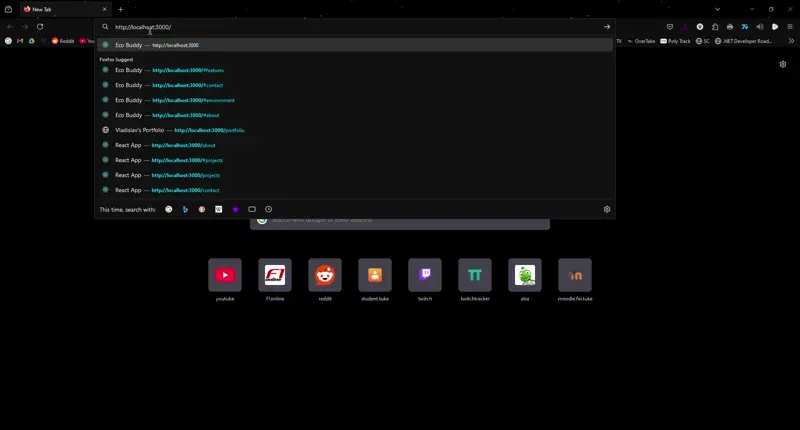 New Tab
http://localhost:3000/
Reddit
You
TV
OverTake
Poly Track
SC
.NET Developer Road...
Eco Buddy — http://localhost:3000
Firefox Suggest
Eco Buddy — http://localhost:3000/#features
Eco Buddy — http://localhost:3000/#contact
Eco Buddy — http://localhost:3000/#environment
Eco Buddy — http://localhost:3000/#about
Vladislav's Portfolio — http://localhost:3000/portfolio
React App — http://localhost:3000/about
React App — http://localhost:3000/#projects
React App — http://localhost:3000/projects
React App — http://localhost:3000/contact
This time, search with:
Search with Google or enter address
youtube
F1online
reddit
student.tuke
twitch
twitchtracker
alza
moodle.fei.tuke